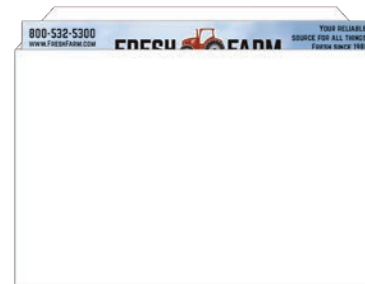 800-532-5300
www.FreshFarm.com
FRESH FARM
Your Reliable
Source for All Things
Fresh Since